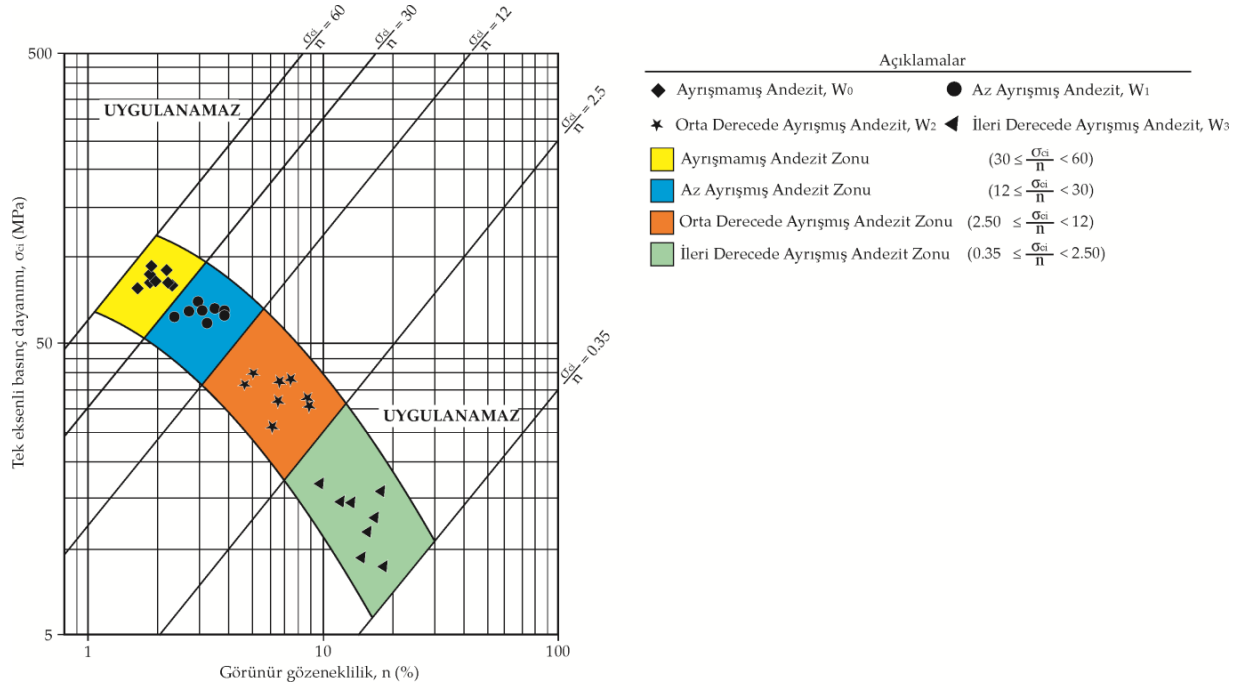 500
50
5
Tek eksenli basınç dayanımı, σci (MPa)
1
10
100
Görünür gözeneklilik, n (%)
σci/n = 60
σci/n = 30
σci/n = 12
σci/n = 2.5
σci/n = 0.35
UYGULANAMAZ
UYGULANAMAZ
Açıklamalar
Ayrışmamış Andezit, W0
Az Ayrışmış Andezit, W1
Orta Derecede Ayrışmış Andezit, W2
İleri Derecede Ayrışmış Andezit, W3
Ayrışmamış Andezit Zonu (30 ≤ σci/n < 60)
Az Ayrışmış Andezit Zonu (12 ≤ σci/n < 30)
Orta Derecede Ayrışmış Andezit Zonu (2.50 ≤ σci/n < 12)
İleri Derecede Ayrışmış Andezit Zonu (0.35 ≤ σci/n < 2.50)